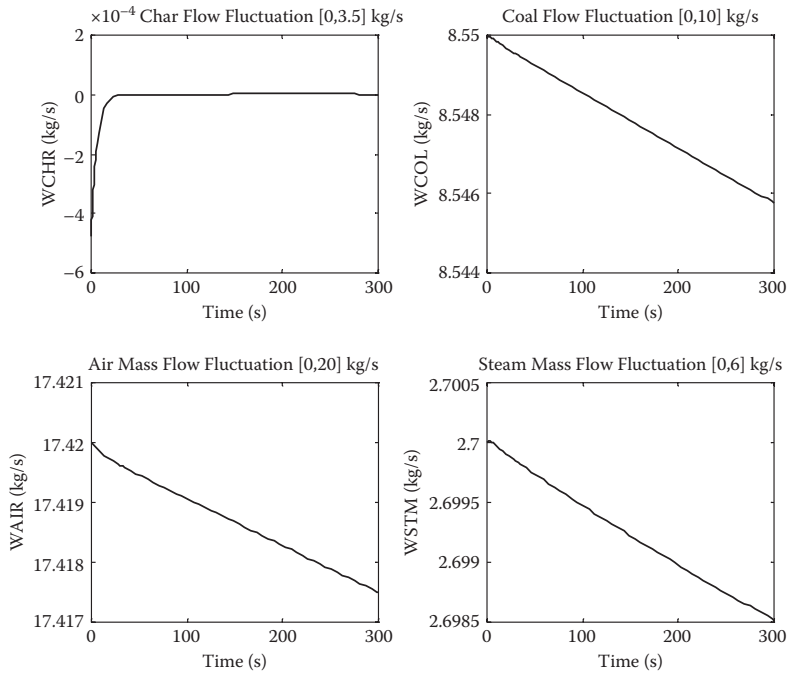 ×10⁻⁴ Char Flow Fluctuation [0,3.5] kg/s
2
0
−2
−4
−6
WCHR (kg/s)
0 100 200 300
Time (s)
Coal Flow Fluctuation [0,10] kg/s
8.55
8.548
8.546
8.544
WCOL (kg/s)
0 100 200 300
Time (s)
Air Mass Flow Fluctuation [0,20] kg/s
17.421
17.42
17.419
17.418
17.417
WAIR (kg/s)
0 100 200 300
Time (s)
Steam Mass Flow Fluctuation [0,6] kg/s
2.7005
2.7
2.6995
2.699
2.6985
WSTM (kg/s)
0 100 200 300
Time (s)